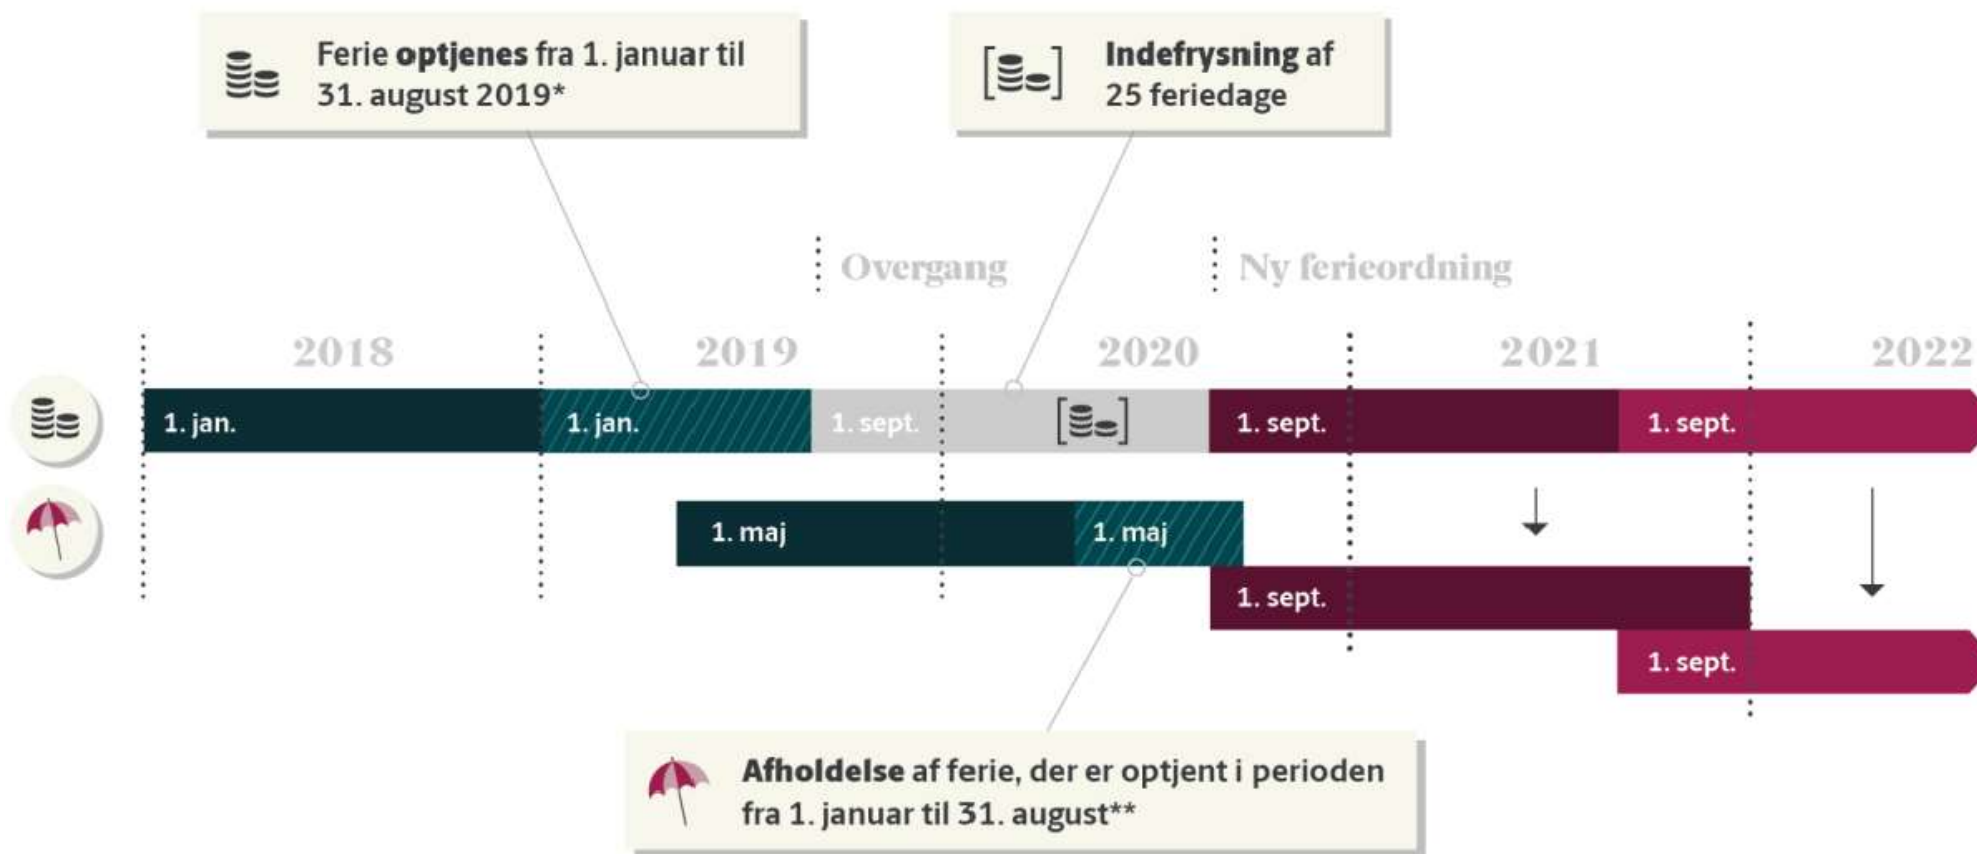 Ferie optjenes fra 1. januar til
31. august 2019*
Indefrysning af
25 feriedage
Overgang
Ny ferieordning
2018
2019
2020
2021
2022
1. jan.
1. jan.
1. sept.
1. sept.
1. sept.
1. maj
1. maj
1. sept.
1. sept.
Afholdelse af ferie, der er optjent i perioden
fra 1. januar til 31. august**